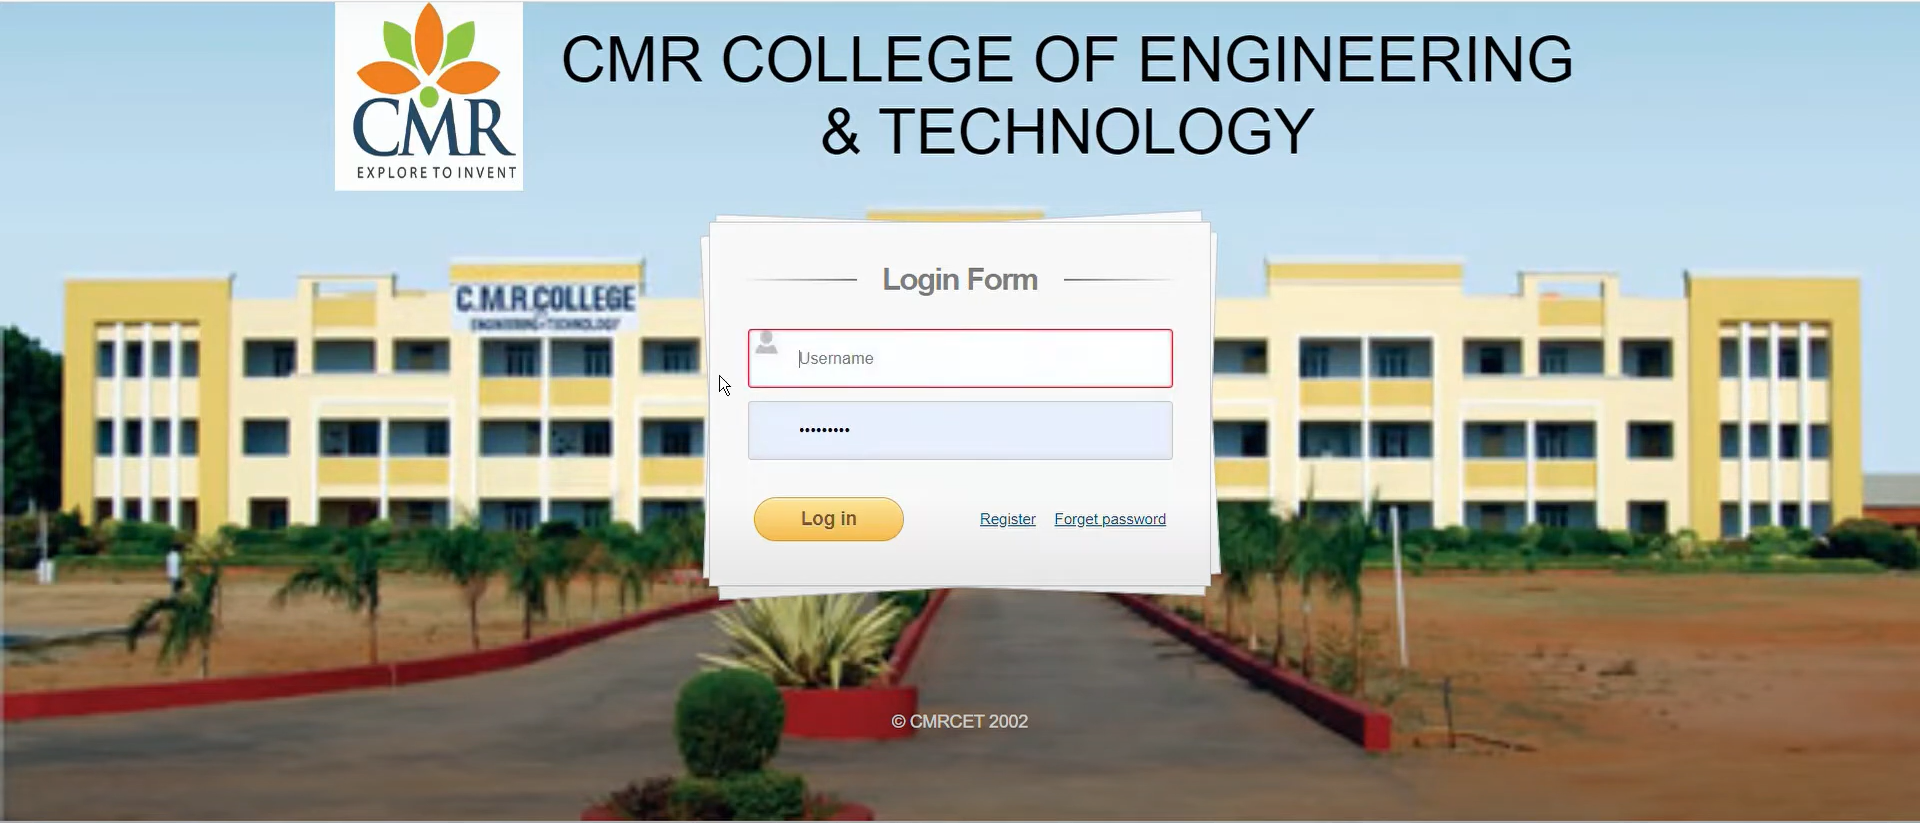 CMR
EXPLORE TO INVENT
CMR COLLEGE OF ENGINEERING
& TECHNOLOGY
C.M.R.COLLEGE
ENGINEERING & TECHNOLOGY
Login Form
Username
•••••••••
Log in
Register
Forget password
© CMRCET 2002